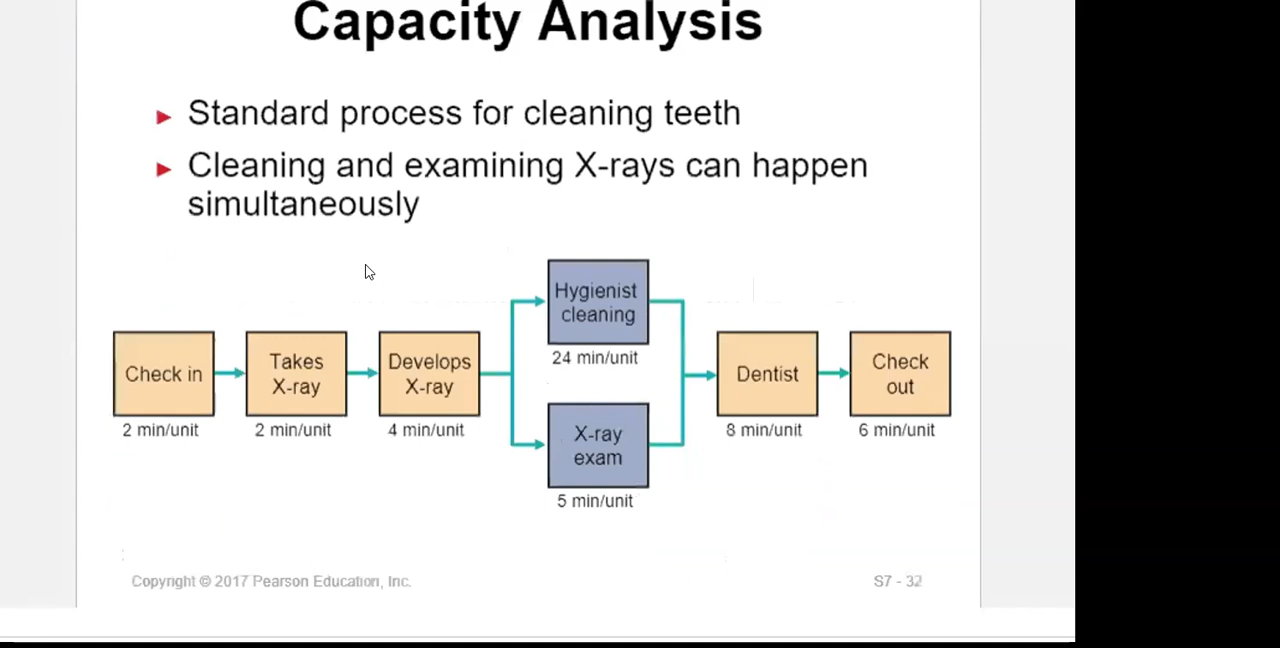 Capacity Analysis
Standard process for cleaning teeth
Cleaning and examining X-rays can happen
simultaneously
Check in
2 min/unit
Takes
X-ray
2 min/unit
Develops
X-ray
4 min/unit
Hygienist
cleaning
24 min/unit
X-ray
exam
5 min/unit
Dentist
8 min/unit
Check
out
6 min/unit
Copyright © 2017 Pearson Education, Inc.
S7 - 32